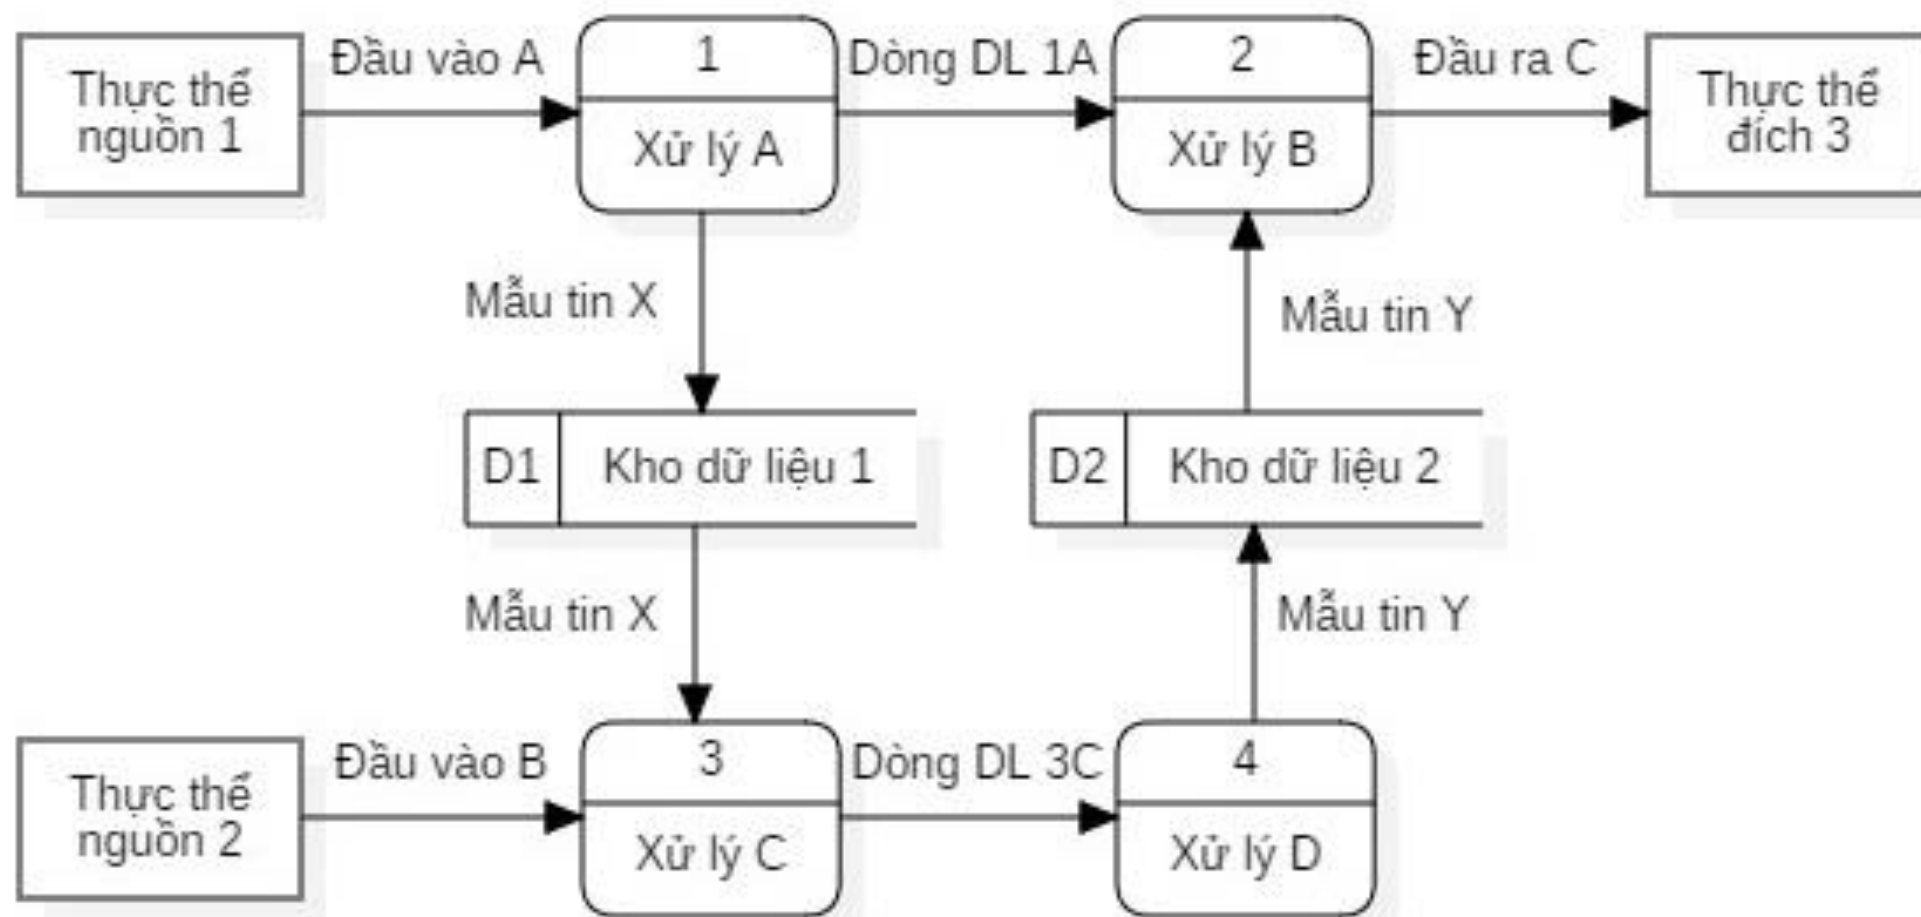 Thực thể
nguồn 1
Đầu vào A
1
Xử lý A
Dòng DL 1A
2
Xử lý B
Đầu ra C
Thực thể
đích 3
Mẫu tin X
Mẫu tin Y
D1
Kho dữ liệu 1
D2
Kho dữ liệu 2
Mẫu tin X
Mẫu tin Y
Thực thể
nguồn 2
Đầu vào B
3
Xử lý C
Dòng DL 3C
4
Xử lý D